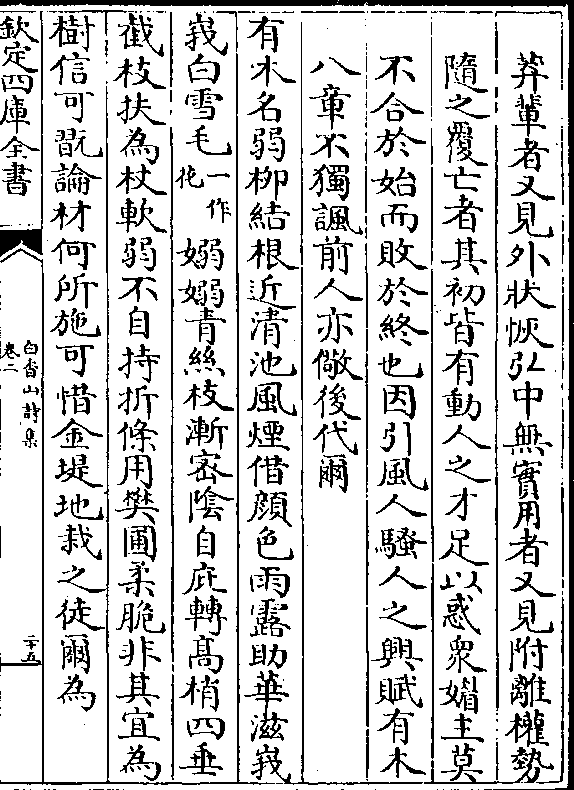 莽輩者又見外狀恢弘中無實用者又見附離權勢
隨之覆亡者其初皆有動人之才足以惑衆媚主莫
不合於始而敗於終也因引風人騷人之興賦有木
八章不獨諷前人亦儆後代爾
有木名弱柳結根近清池風煙借顔色雨露助華滋峩
峩白雪毛一作花嫋嫋青絲枝漸密隂自庇轉高梢四垂
截枝扶為杖軟弱不自持折條用樊圃柔脆非其宜為
樹信可翫論材何所施可惜金堤地栽之徒爾為
欽定四庫全書
白香山詩集
卷二
二十五